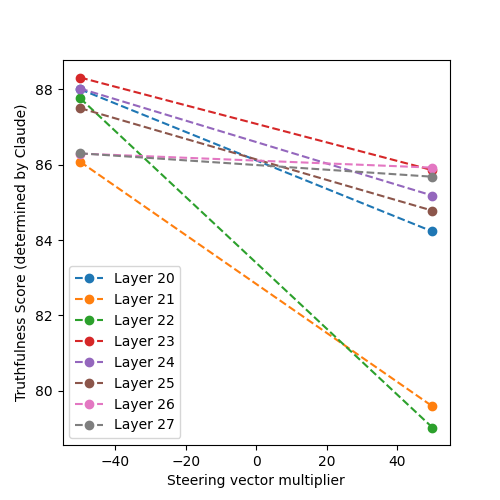 88
86
84
82
80
Truthfulness Score (determined by Claude)
Layer 20
Layer 21
Layer 22
Layer 23
Layer 24
Layer 25
Layer 26
Layer 27
−40 −20 0 20 40
Steering vector multiplier